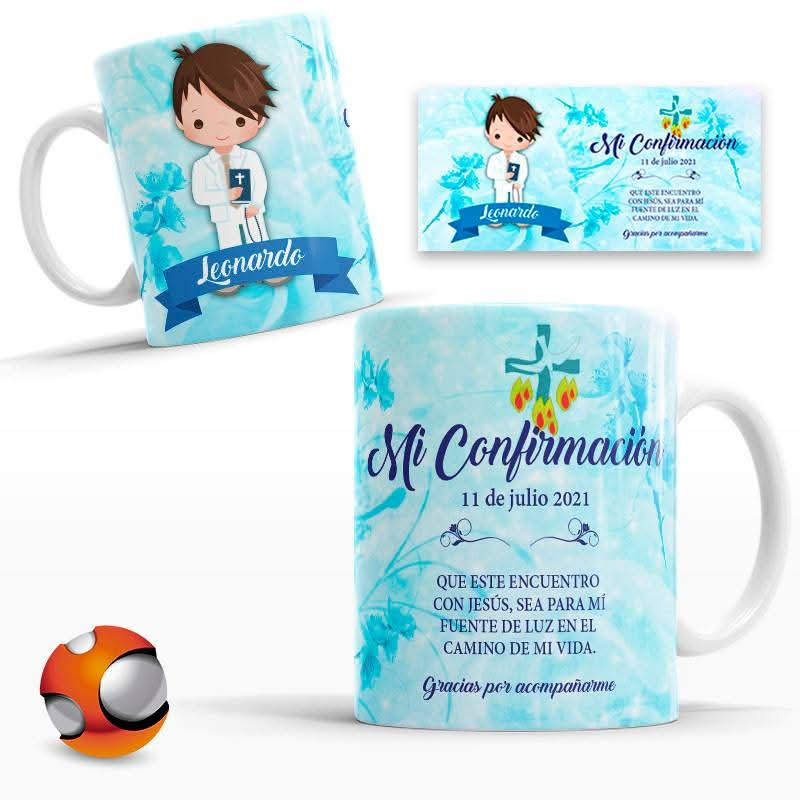 Leonardo
Mi Confirmación
11 de julio 2021
QUE ESTE ENCUENTRO
CON JESÚS, SEA PARA MÍ
FUENTE DE LUZ EN EL
CAMINO DE MI VIDA.
Gracias por acompañarme
Leonardo
Mi Confirmación
11 de julio 2021
QUE ESTE ENCUENTRO
CON JESÚS, SEA PARA MÍ
FUENTE DE LUZ EN EL
CAMINO DE MI VIDA.
Gracias por acompañarme